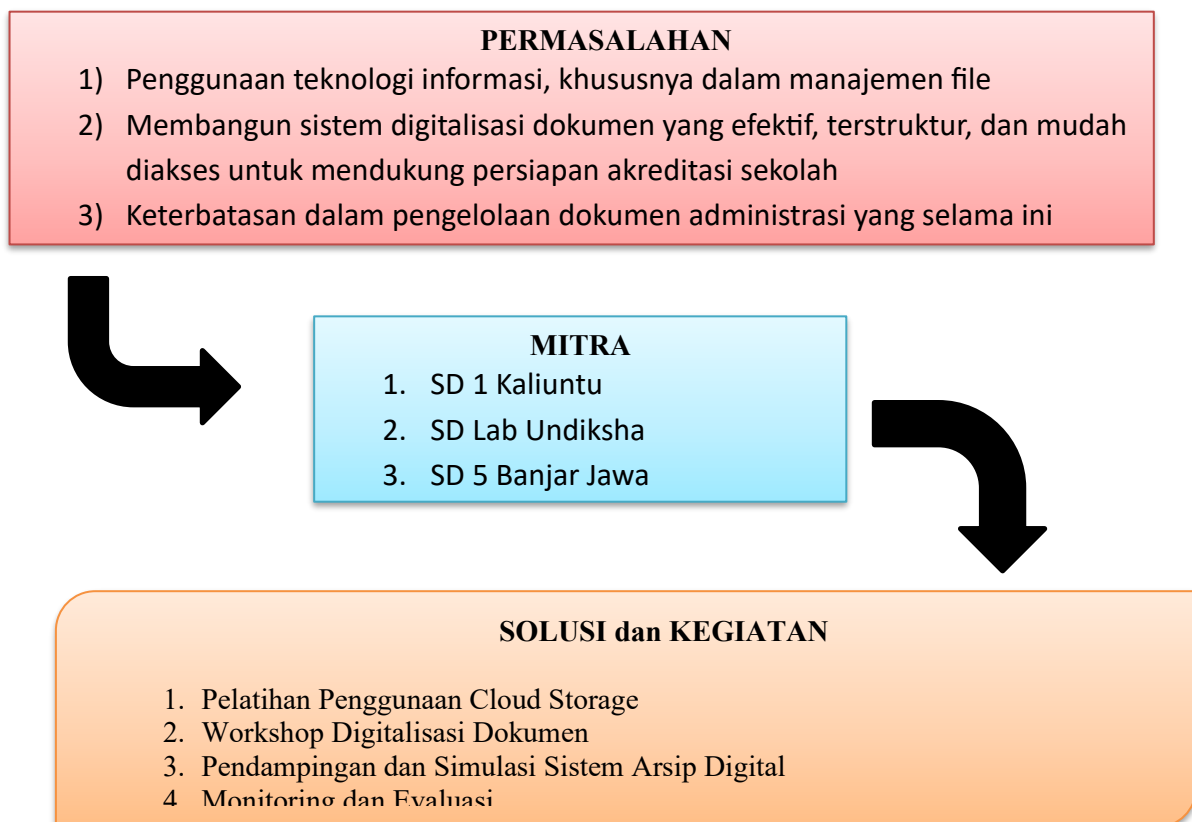 PERMASALAHAN
1) Penggunaan teknologi informasi, khususnya dalam manajemen file
2) Membangun sistem digitalisasi dokumen yang efektif, terstruktur, dan mudah
diakses untuk mendukung persiapan akreditasi sekolah
3) Keterbatasan dalam pengelolaan dokumen administrasi yang selama ini
MITRA
1. SD 1 Kaliuntu
2. SD Lab Undiksha
3. SD 5 Banjar Jawa
SOLUSI dan KEGIATAN
1. Pelatihan Penggunaan Cloud Storage
2. Workshop Digitalisasi Dokumen
3. Pendampingan dan Simulasi Sistem Arsip Digital
4. Monitoring dan Evaluasi